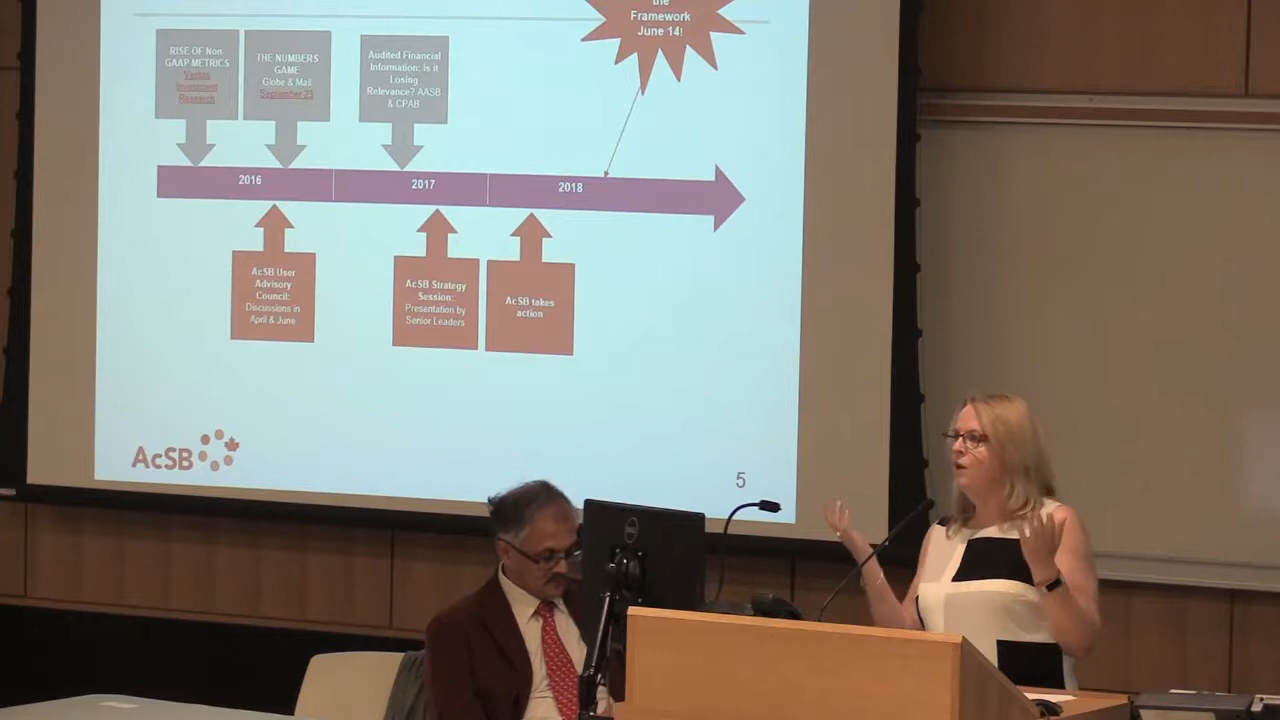 the
Framework
June 14!
RISE OF Non
GAAP METRICS
Veritas
Investment
Research
THE NUMBERS
GAME
Globe & Mail
September 23
Audited Financial
Information: is it
Losing
Relevance? AASB
& CPAB
2016
2017
2018
AcSB User
Advisory
Council:
Discussions in
April & June
AcSB Strategy
Session:
Presentation by
Senior Leaders
AcSB takes
action
AcSB
5
DELL